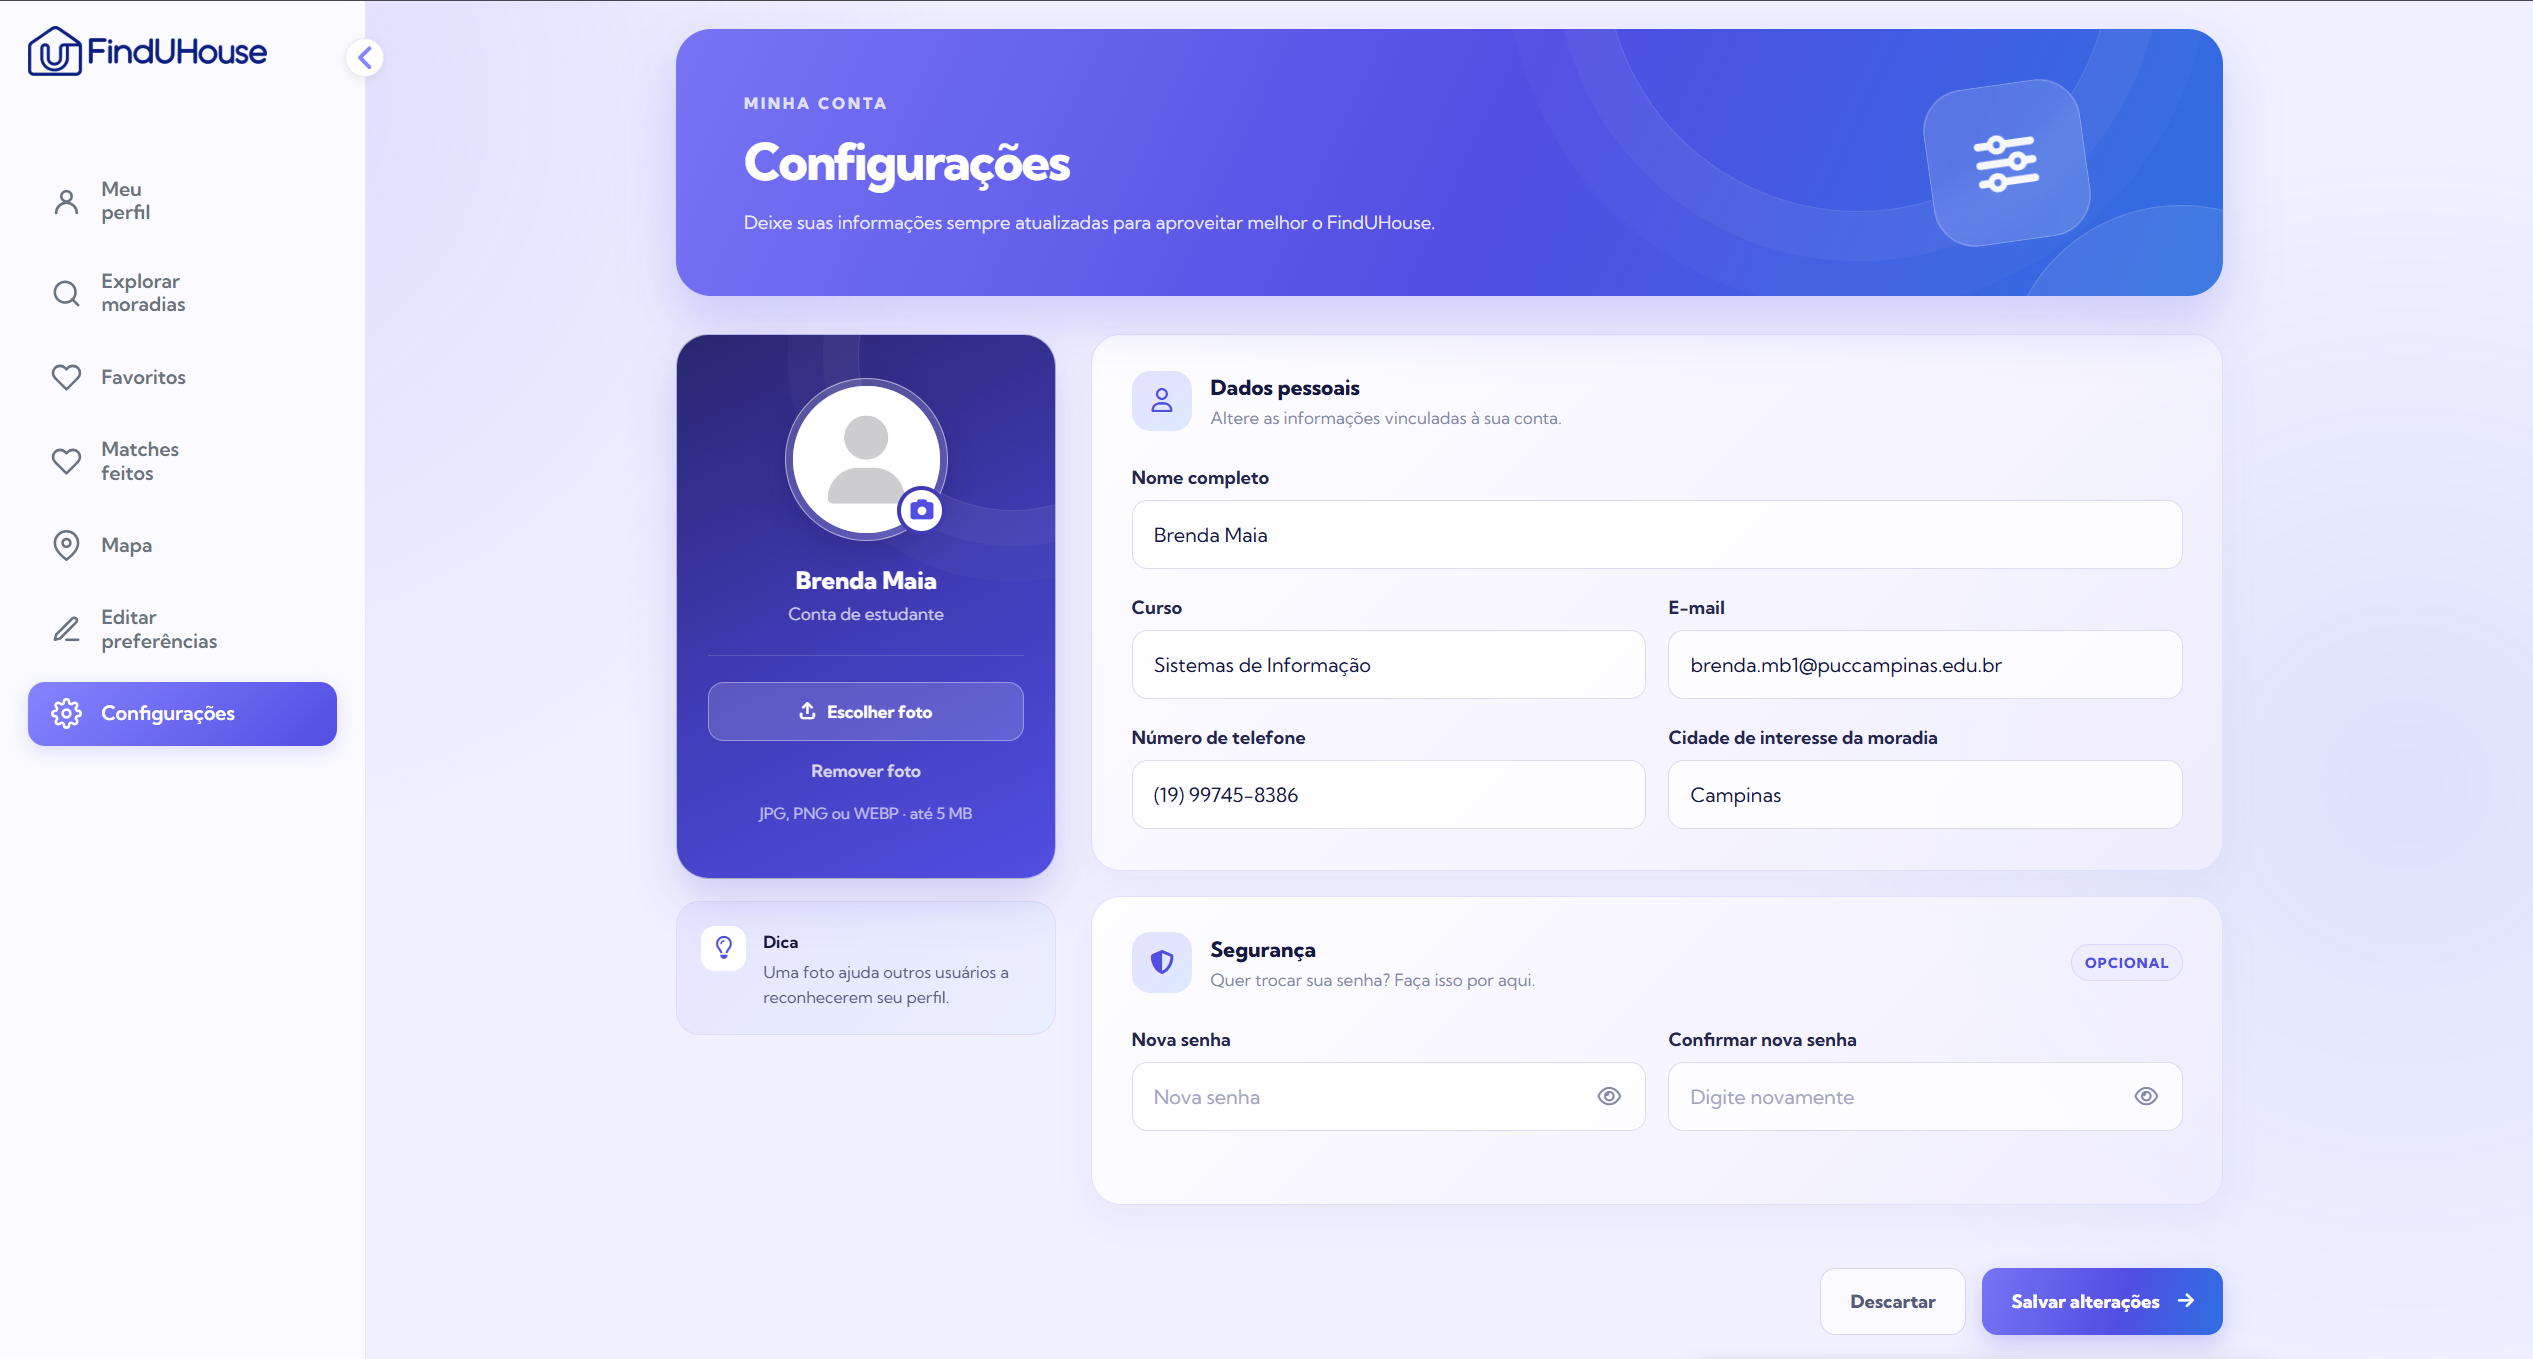 FindUHouse
Meu
perfil
Explorar
moradias
Favoritos
Matches
feitos
Mapa
Editar
preferências
Configurações
MINHA CONTA
Configurações
Deixe suas informações sempre atualizadas para aproveitar melhor o FindUHouse.
Brenda Maia
Conta de estudante
Escolher foto
Remover foto
JPG, PNG ou WEBP · até 5 MB
Dica
Uma foto ajuda outros usuários a
reconhecerem seu perfil.
Dados pessoais
Altere as informações vinculadas à sua conta.
Nome completo
Brenda Maia
Curso
E-mail
Sistemas de Informação
brenda.mb1@puccampinas.edu.br
Número de telefone
Cidade de interesse da moradia
(19) 99745-8386
Campinas
Segurança
Quer trocar sua senha? Faça isso por aqui.
OPCIONAL
Nova senha
Confirmar nova senha
Nova senha
Digite novamente
Descartar
Salvar alterações